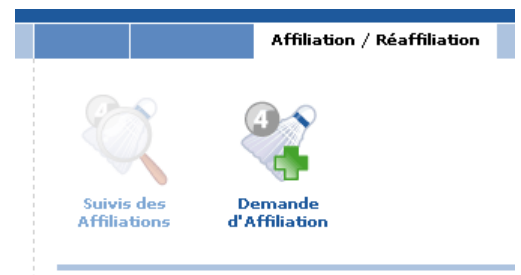 Affiliation / Réaffiliation
4
4
Suivis des
Affiliations
Demande
d'Affiliation